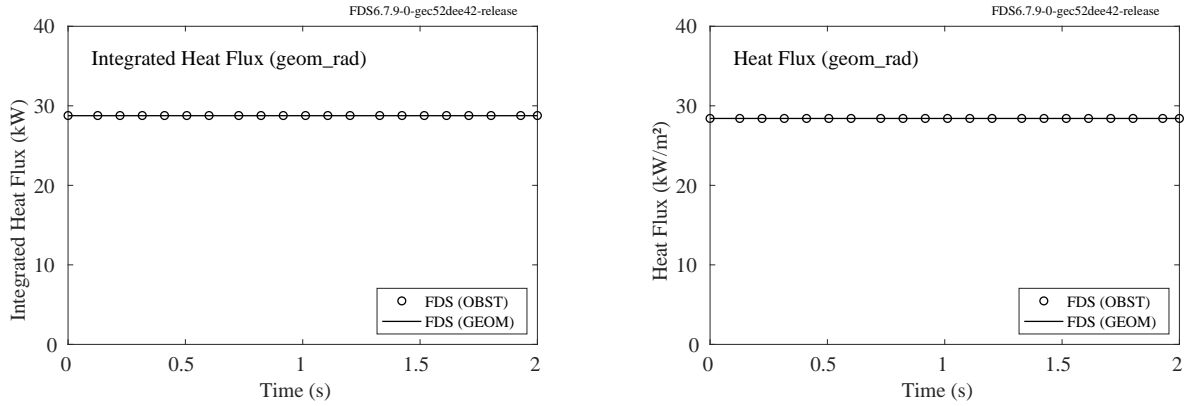 FDS6.7.9-0-gec52dee42-release
Integrated Heat Flux (geom_rad)
Integrated Heat Flux (kW)
40
30
20
10
0
FDS (OBST)
FDS (GEOM)
0 0.5 1 1.5 2
Time (s)
FDS6.7.9-0-gec52dee42-release
Heat Flux (geom_rad)
Heat Flux (kW/m²)
40
30
20
10
0
FDS (OBST)
FDS (GEOM)
0 0.5 1 1.5 2
Time (s)